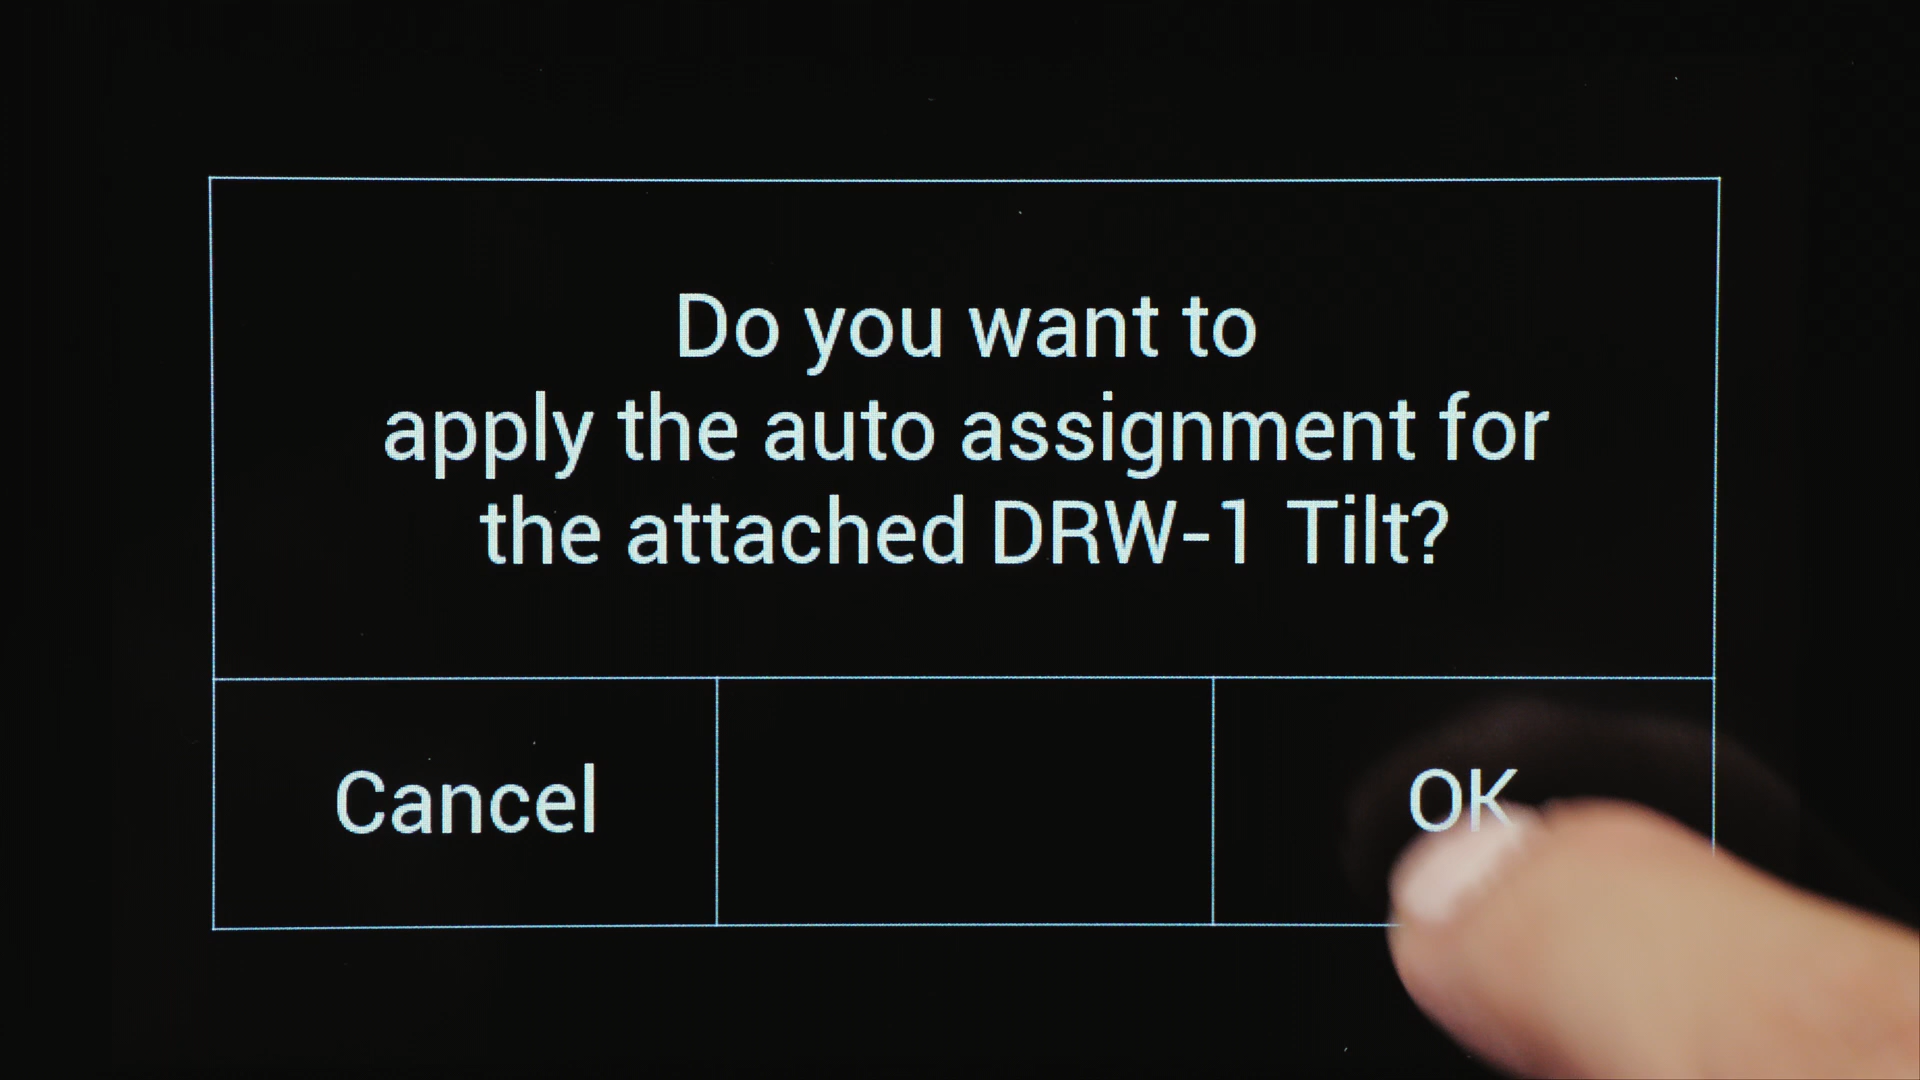 Do you want to
apply the auto assignment for
the attached DRW-1 Tilt?
Cancel
OK